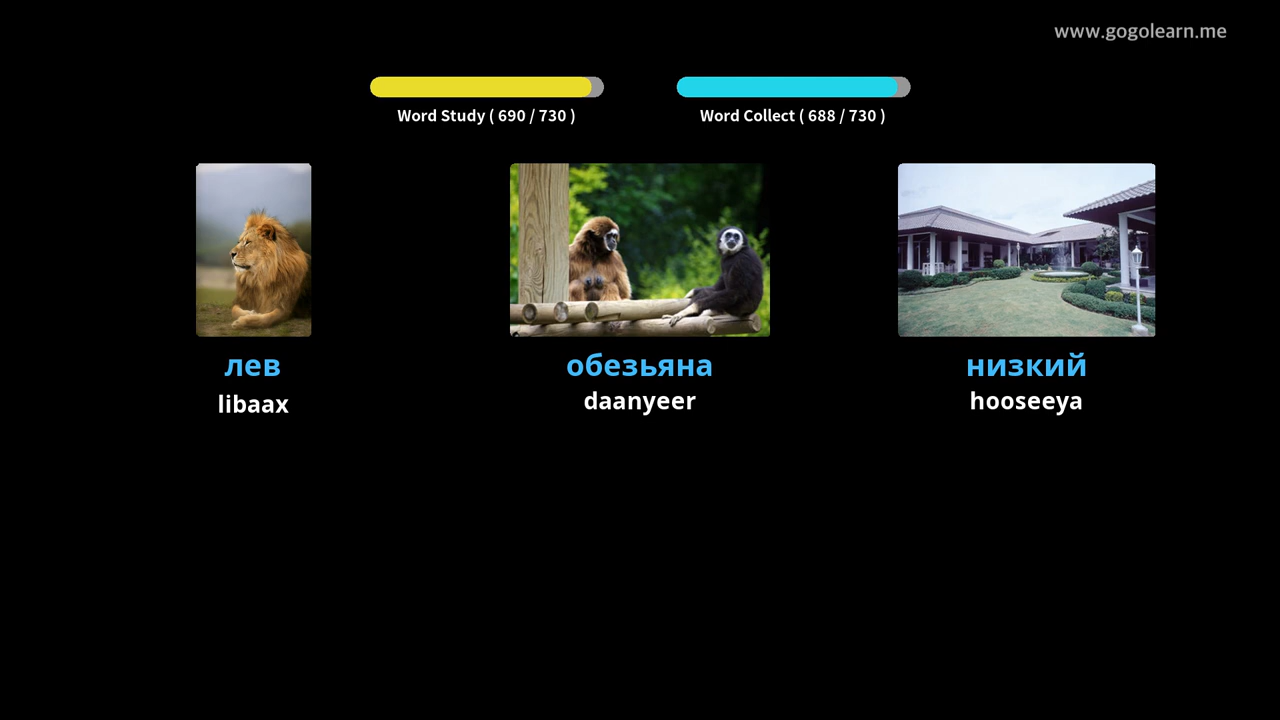 www.gogolearn.me
Word Study ( 690 / 730 )
Word Collect ( 688 / 730 )
лев
libaax
обезьяна
daanyeer
низкий
hooseeya